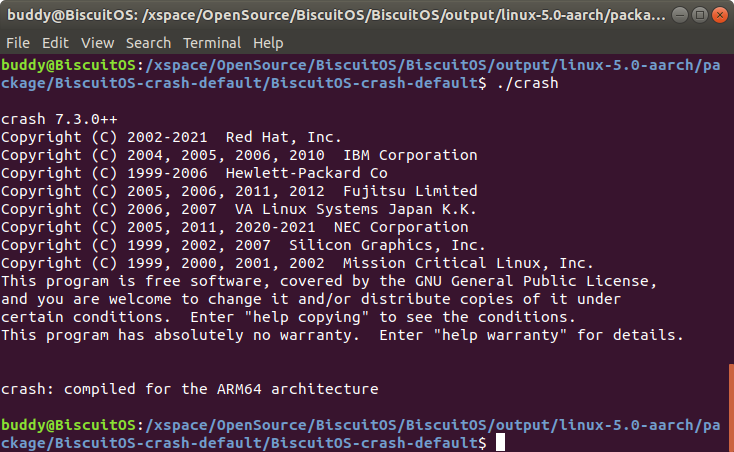 buddy@BiscuitOS: /xspace/OpenSource/BiscuitOS/BiscuitOS/output/linux-5.0-aarch/packa...
File Edit View Search Terminal Help
buddy@BiscuitOS:/xspace/OpenSource/BiscuitOS/BiscuitOS/output/linux-5.0-aarch/pa
ckage/BiscuitOS-crash-default/BiscuitOS-crash-default$ ./crash
crash 7.3.0++
Copyright (C) 2002-2021  Red Hat, Inc.
Copyright (C) 2004, 2005, 2006, 2010  IBM Corporation
Copyright (C) 1999-2006  Hewlett-Packard Co
Copyright (C) 2005, 2006, 2011, 2012  Fujitsu Limited
Copyright (C) 2006, 2007  VA Linux Systems Japan K.K.
Copyright (C) 2005, 2011, 2020-2021  NEC Corporation
Copyright (C) 1999, 2002, 2007  Silicon Graphics, Inc.
Copyright (C) 1999, 2000, 2001, 2002  Mission Critical Linux, Inc.
This program is free software, covered by the GNU General Public License,
and you are welcome to change it and/or distribute copies of it under
certain conditions.  Enter "help copying" to see the conditions.
This program has absolutely no warranty.  Enter "help warranty" for details.
crash: compiled for the ARM64 architecture
buddy@BiscuitOS:/xspace/OpenSource/BiscuitOS/BiscuitOS/output/linux-5.0-aarch/pa
ckage/BiscuitOS-crash-default/BiscuitOS-crash-default$